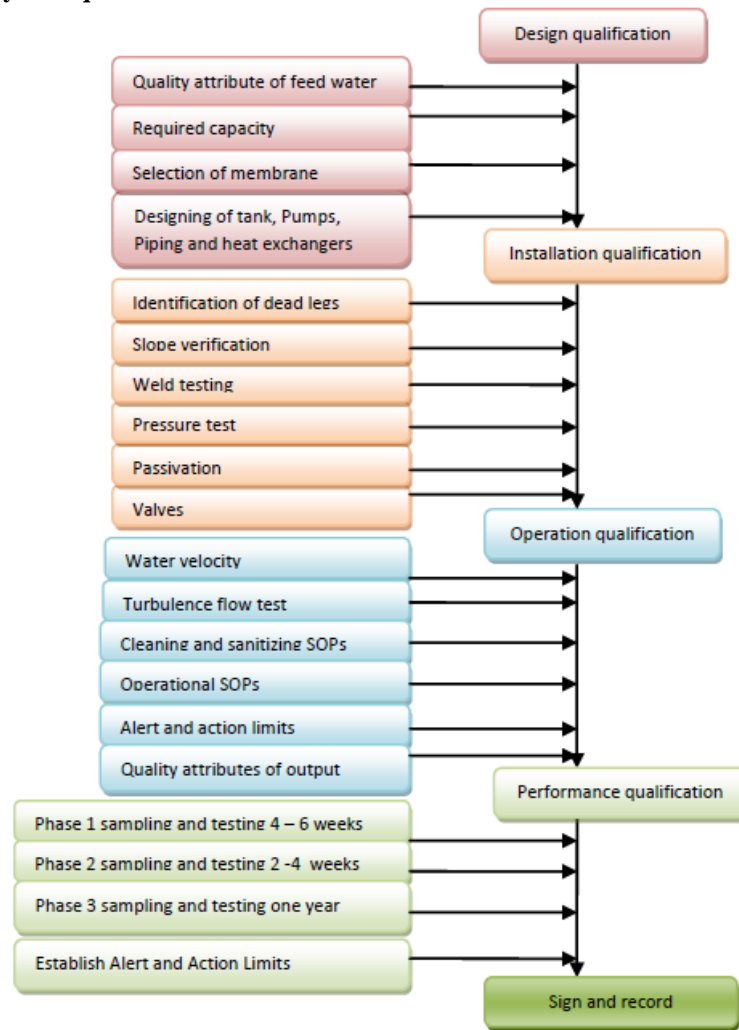 Design qualification
Quality attribute of feed water
Required capacity
Selection of membrane
Designing of tank, Pumps,
Piping and heat exchangers
Installation qualification
Identification of dead legs
Slope verification
Weld testing
Pressure test
Passivation
Valves
Operation qualification
Water velocity
Turbulence flow test
Cleaning and sanitizing SOPs
Operational SOPs
Alert and action limits
Quality attributes of output
Performance qualification
Phase 1 sampling and testing 4 – 6 weeks
Phase 2 sampling and testing 2 -4 weeks
Phase 3 sampling and testing one year
Establish Alert and Action Limits
Sign and record